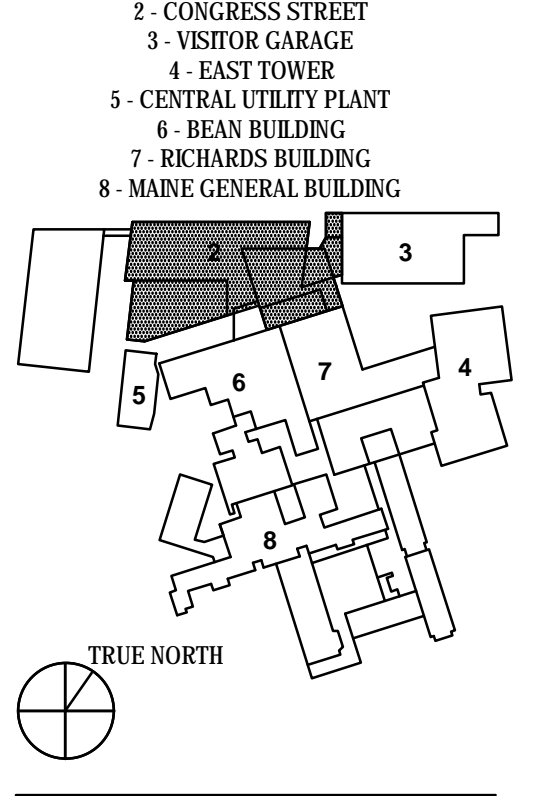 2 - CONGRESS STREET
3 - VISITOR GARAGE
4 - EAST TOWER
5 - CENTRAL UTILITY PLANT
6 - BEAN BUILDING
7 - RICHARDS BUILDING
8 - MAINE GENERAL BUILDING
2
3
4
7
6
5
8
TRUE NORTH